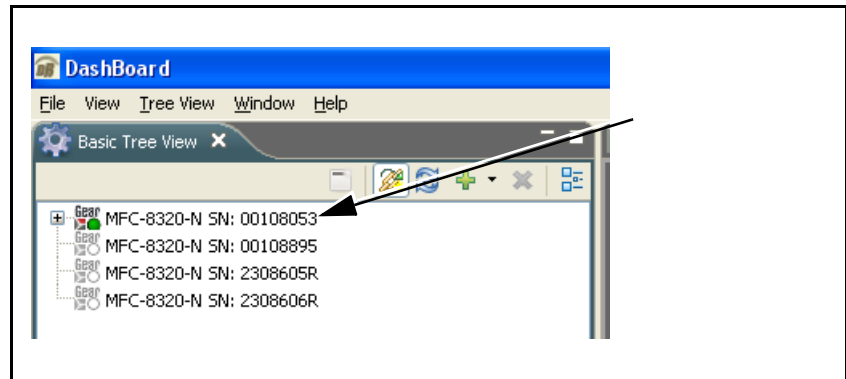 DashBoard
File View Tree View Window Help
Basic Tree View
Gear MFC-8320-N SN: 00108053
Gear MFC-8320-N SN: 00108895
Gear MFC-8320-N SN: 2308605R
Gear MFC-8320-N SN: 2308606R